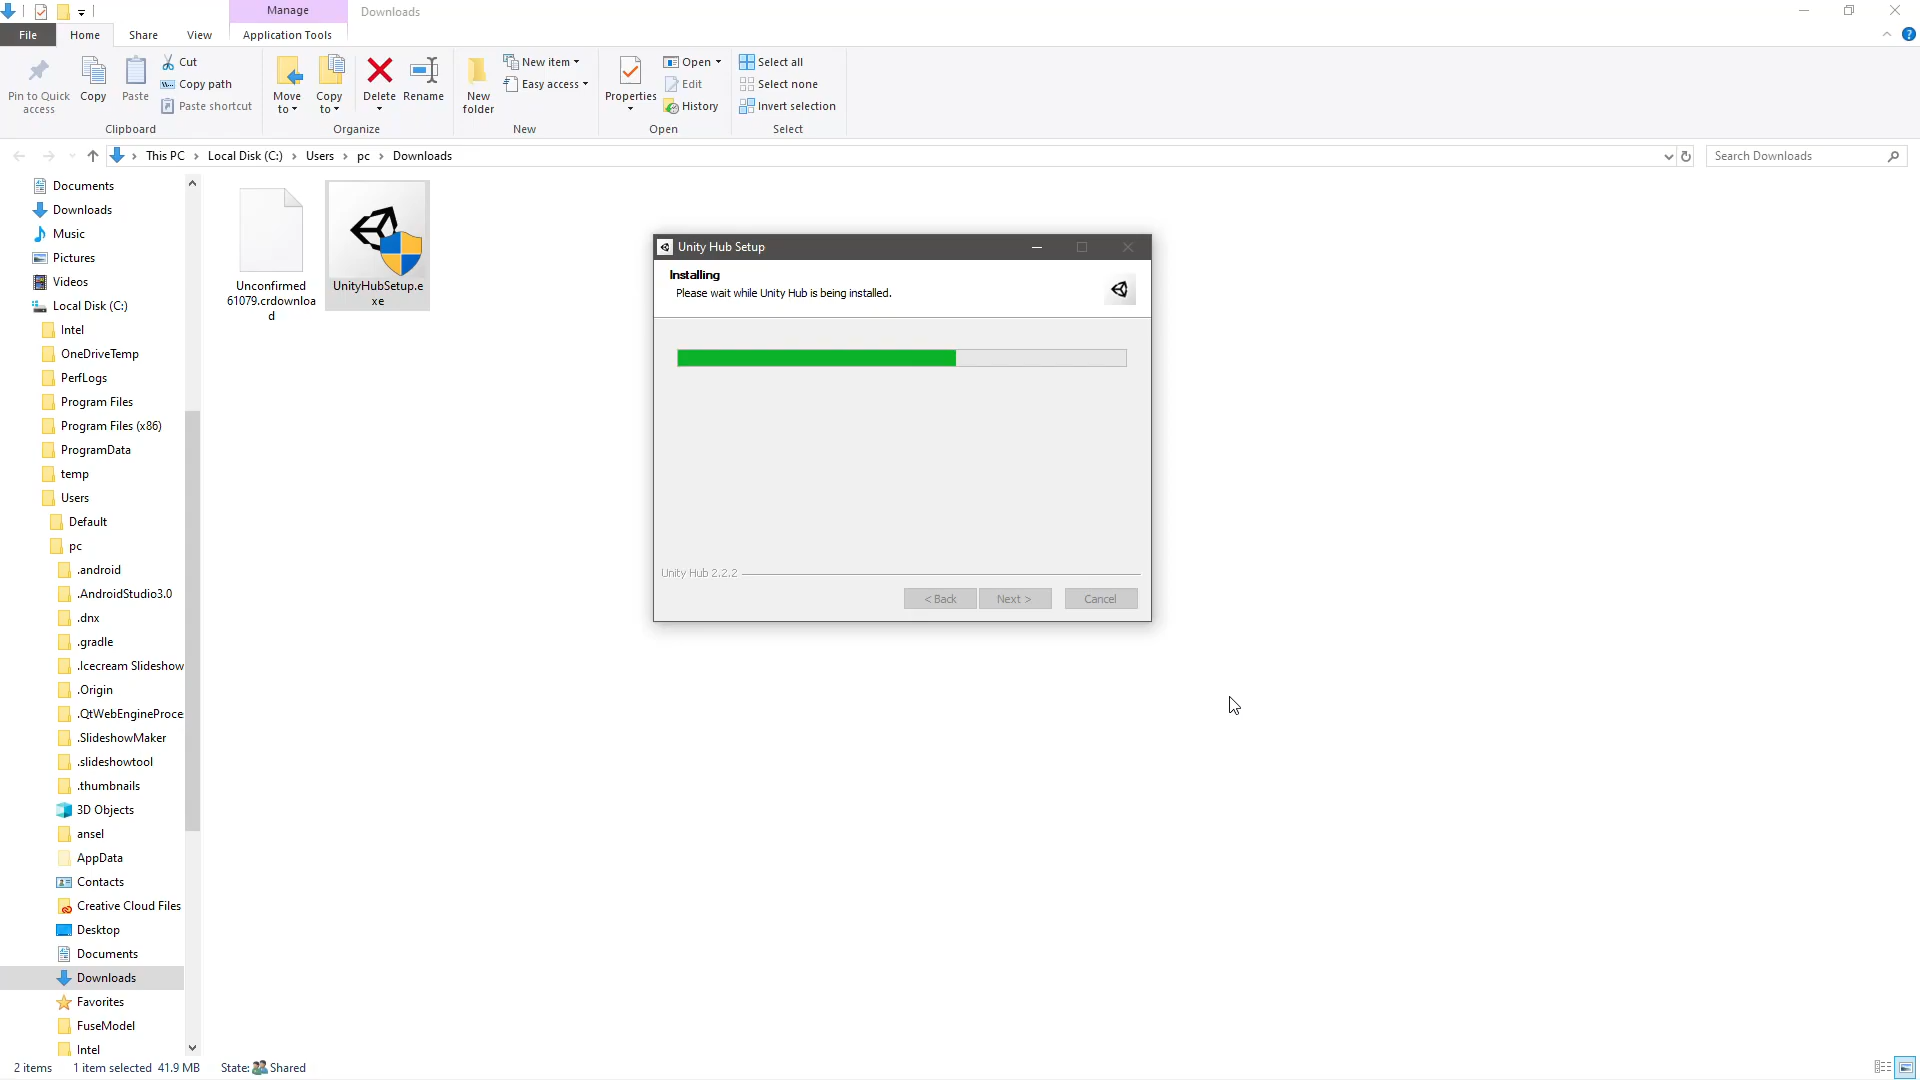 Manage
Downloads
File
Home
Share
View
Application Tools
Pin to Quick
access
Copy
Paste
Cut
Copy path
Paste shortcut
Clipboard
Move
to
Copy
to
Delete
Rename
Organize
New
folder
New item
Easy access
New
Properties
Open
Edit
History
Open
Select all
Select none
Invert selection
Select
This PC
Local Disk (C:)
Users
pc
Downloads
Search Downloads
Documents
Downloads
Music
Pictures
Videos
Local Disk (C:)
Intel
OneDriveTemp
PerfLogs
Program Files
Program Files (x86)
ProgramData
temp
Users
Default
pc
.android
.AndroidStudio3.0
.dnx
.gradle
.Icecream Slideshow
.Origin
.QtWebEngineProce
.SlideshowMaker
.slideshowtool
.thumbnails
3D Objects
ansel
AppData
Contacts
Creative Cloud Files
Desktop
Documents
Downloads
Favorites
FuseModel
Intel
Unconfirmed
61079.crdownloa
d
UnityHubSetup.e
xe
Unity Hub Setup
Installing
Please wait while Unity Hub is being installed.
Unity Hub 2.2.2
< Back
Next >
Cancel
2 items
1 item selected 41.9 MB
State: Shared